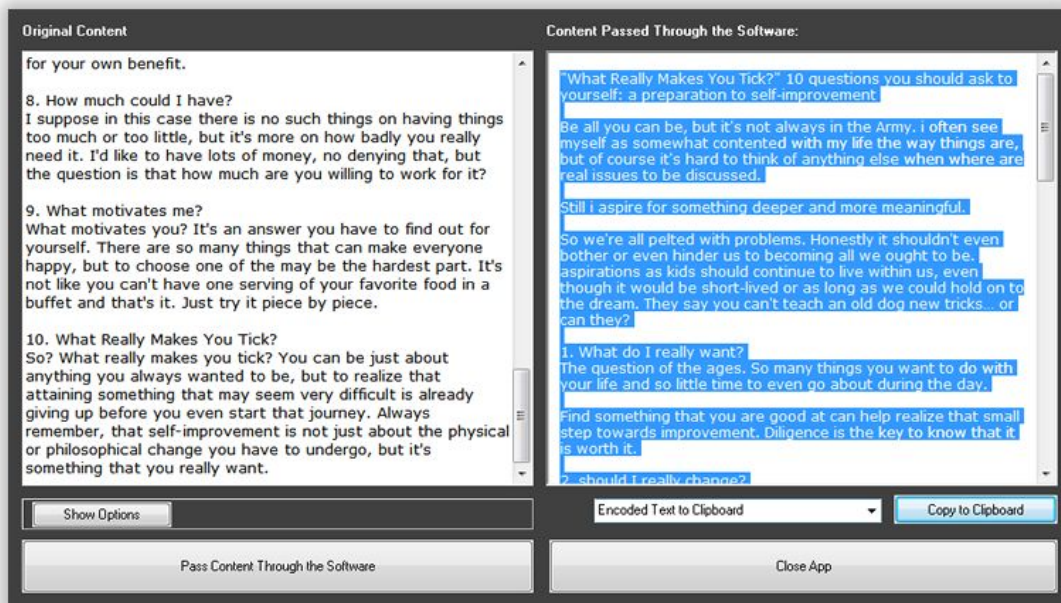 Original Content
for your own benefit.
8. How much could I have?
I suppose in this case there is no such things on having things
too much or too little, but it's more on how badly you really
need it. I'd like to have lots of money, no denying that, but
the question is that how much are you willing to work for it?
9. What motivates me?
What motivates you? It's an answer you have to find out for
yourself. There are so many things that can make everyone
happy, but to choose one of the may be the hardest part. It's
not like you can't have one serving of your favorite food in a
buffet and that's it. Just try it piece by piece.
10. What Really Makes You Tick?
So? What really makes you tick? You can be just about
anything you always wanted to be, but to realize that
attaining something that may seem very difficult is already
giving up before you even start that journey. Always
remember, that self-improvement is not just about the physical
or philosophical change you have to undergo, but it's
something that you really want.
Show Options
Pass Content Through the Software
Content Passed Through the Software:
"What Really Makes You Tick?" 10 questions you should ask to
yourself: a preparation to self-improvement
Be all you can be, but it's not always in the Army. i often see
myself as somewhat contented with my life the way things are,
but of course it's hard to think of anything else when where are
real issues to be discussed.
Still i aspire for something deeper and more meaningful.
So we're all pelted with problems. Honestly it shouldn't even
bother or even hinder us to becoming all we ought to be.
aspirations as kids should continue to live within us, even
though it would be short-lived or as long as we could hold on to
the dream. They say you can't teach an old dog new tricks... or
can they?
1. What do I really want?
The question of the ages. So many things you want to do with
your life and so little time to even go about during the day.
Find something that you are good at can help realize that small
step towards improvement. Diligence is the key to know that it
is worth it.
2. should I really change?
Encoded Text to Clipboard
Copy to Clipboard
Close App